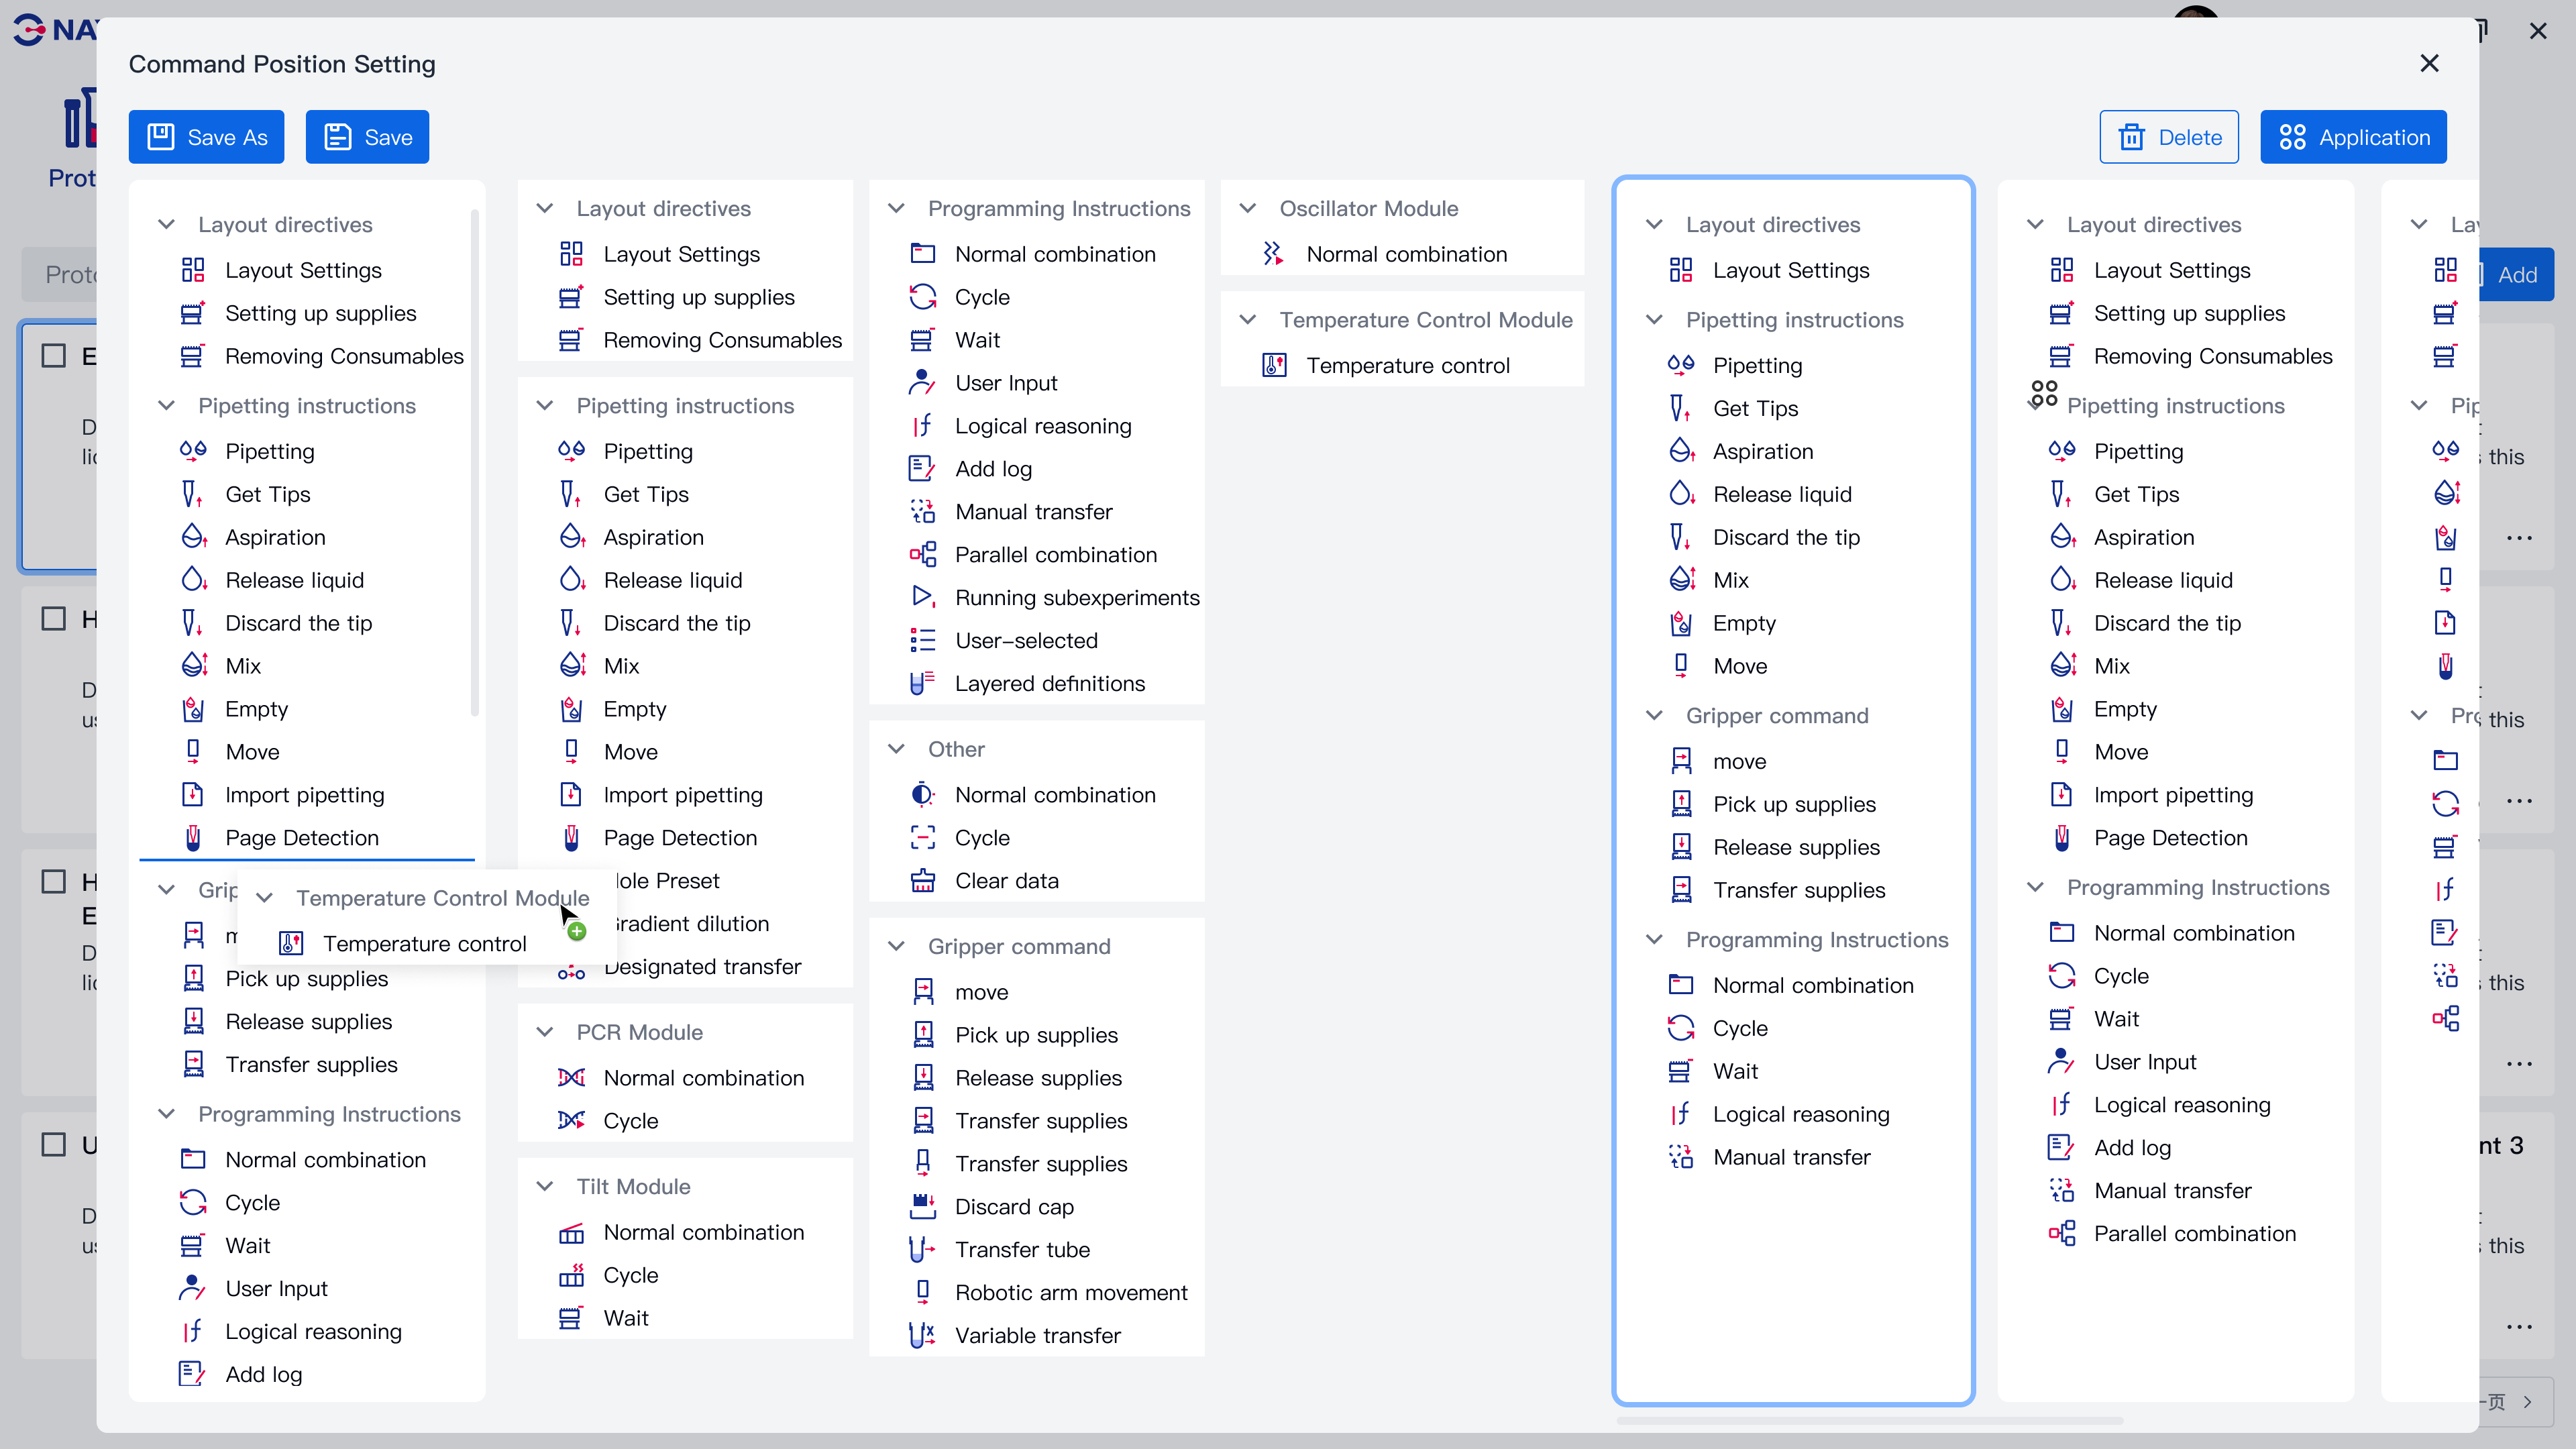 NA
Command Position Setting
Save As
Save
Delete
Application
Prot
Layout directives
Layout Settings
Setting up supplies
Removing Consumables
Pipetting instructions
Pipetting
Get Tips
Aspiration
Release liquid
Discard the tip
Mix
Empty
Move
Import pipetting
Page Detection
Grip
Pick up supplies
Release supplies
Transfer supplies
Programming Instructions
Normal combination
Cycle
Wait
User Input
Logical reasoning
Add log
Temperature Control Module
Temperature control
Layout directives
Layout Settings
Setting up supplies
Removing Consumables
Pipetting instructions
Pipetting
Get Tips
Aspiration
Release liquid
Discard the tip
Mix
Empty
Move
Import pipetting
Page Detection
ole Preset
radient dilution
Designated transfer
PCR Module
Normal combination
Cycle
Tilt Module
Normal combination
Cycle
Wait
Programming Instructions
Normal combination
Cycle
Wait
User Input
Logical reasoning
Add log
Manual transfer
Parallel combination
Running subexperiments
User-selected
Layered definitions
Other
Normal combination
Cycle
Clear data
Gripper command
move
Pick up supplies
Release supplies
Transfer supplies
Transfer supplies
Discard cap
Transfer tube
Robotic arm movement
Variable transfer
Oscillator Module
Normal combination
Temperature Control Module
Temperature control
Layout directives
Layout Settings
Pipetting instructions
Pipetting
Get Tips
Aspiration
Release liquid
Discard the tip
Mix
Empty
Move
Gripper command
move
Pick up supplies
Release supplies
Transfer supplies
Programming Instructions
Normal combination
Cycle
Wait
Logical reasoning
Manual transfer
Layout directives
Layout Settings
Setting up supplies
Removing Consumables
Pipetting instructions
Pipetting
Get Tips
Aspiration
Release liquid
Discard the tip
Mix
Empty
Move
Import pipetting
Page Detection
Programming Instructions
Normal combination
Cycle
Wait
User Input
Logical reasoning
Add log
Manual transfer
Parallel combination
Lay
Pip
Pro
Add
this
this
this
nt 3
this
页